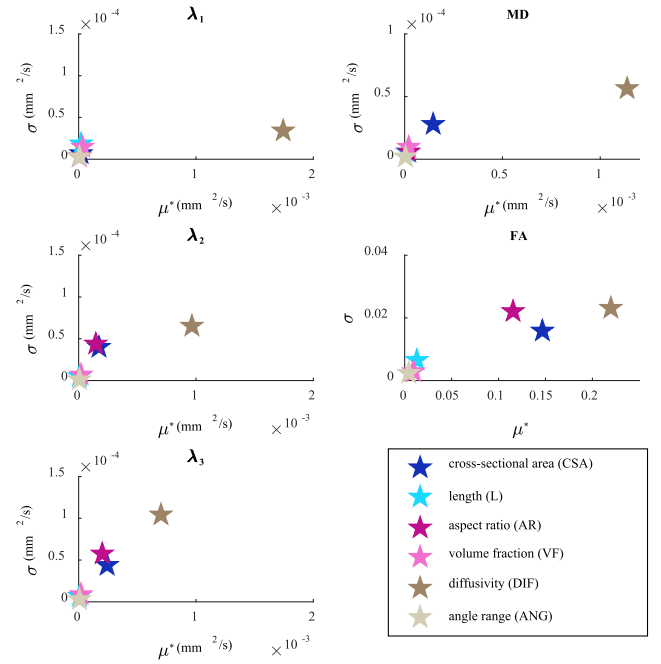 λ1
× 10 -4
1.5
1
0.5
0
σ (mm 2/s)
1
2
μ* (mm 2/s)
× 10 -3
MD
× 10 -4
1
0.5
0
σ (mm 2/s)
0.5
1
μ* (mm 2/s)
× 10 -3
λ2
× 10 -4
1.5
1
0.5
0
σ (mm 2/s)
0
1
2
μ* (mm 2/s)
× 10 -3
FA
0.04
0.02
0
σ
0
0.05
0.1
0.15
0.2
μ*
λ3
× 10 -4
1.5
1
0.5
0
σ (mm 2/s)
0
1
2
μ* (mm 2/s)
× 10 -3
cross-sectional area (CSA)
length (L)
aspect ratio (AR)
volume fraction (VF)
diffusivity (DIF)
angle range (ANG)